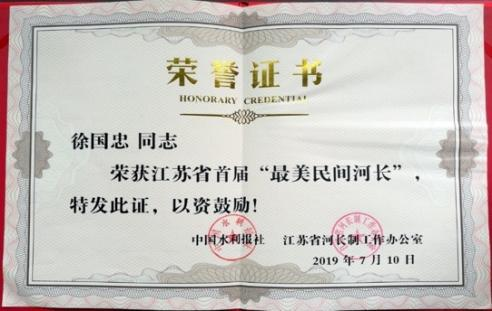 荣誉证书
HONORARY CREDENTIAL
徐国忠 同志
荣获江苏省首届“最美民间河长”，
特发此证，以资鼓励!
中国水利报社 江苏省河长制工作办公室
2019 年 7 月 10 日